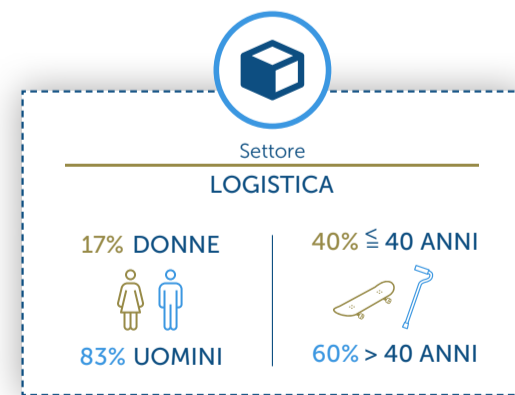 Settore
LOGISTICA
17% DONNE
83% UOMINI
40% ≦ 40 ANNI
60% > 40 ANNI